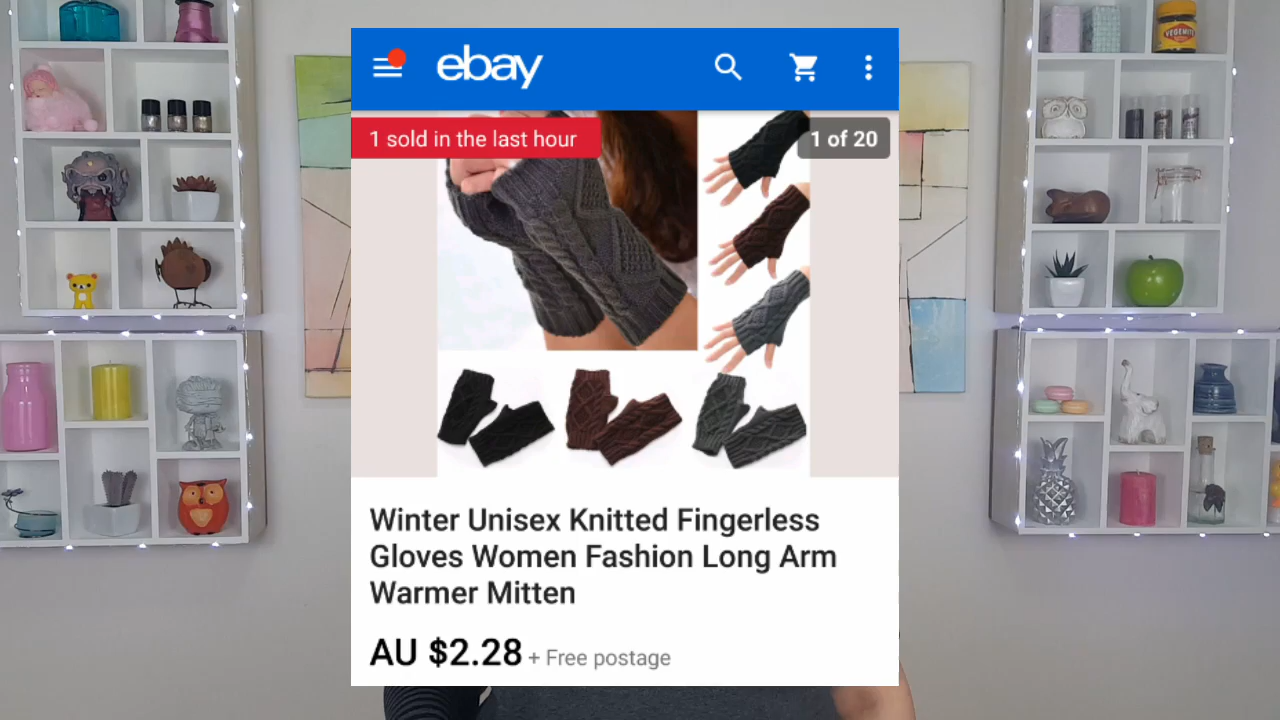 VEGEMITE
ebay
1 sold in the last hour
1 of 20
Winter Unisex Knitted Fingerless
Gloves Women Fashion Long Arm
Warmer Mitten
AU $2.28 + Free postage